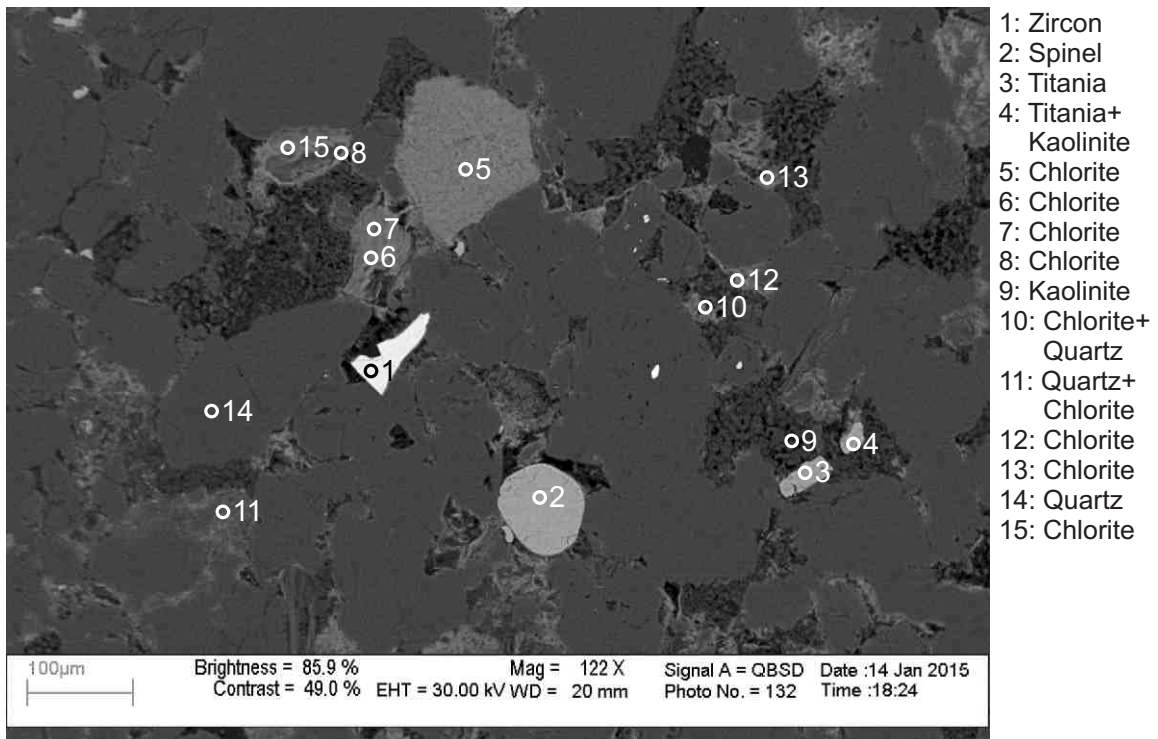 1: Zircon
2: Spinel
3: Titania
4: Titania+
Kaolinite
5: Chlorite
6: Chlorite
7: Chlorite
8: Chlorite
9: Kaolinite
10: Chlorite+
Quartz
11: Quartz+
Chlorite
12: Chlorite
13: Chlorite
14: Quartz
15: Chlorite
15
8
5
13
7
6
12
10
1
14
9
4
3
2
11
100µm
Brightness = 85.9 %
Contrast = 49.0 %
EHT = 30.00 kV
Mag = 122 X
WD = 20 mm
Signal A = QBSD
Photo No. = 132
Date :14 Jan 2015
Time :18:24